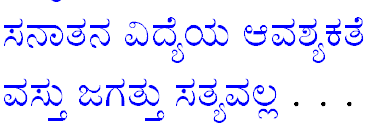 ಸನಾತನ ವಿದ್ಯೆಯ ಆವಶ್ಯಕತೆ
ವಸ್ತು ಜಗತ್ತು ಸತ್ಯವಲ್ಲ . . .